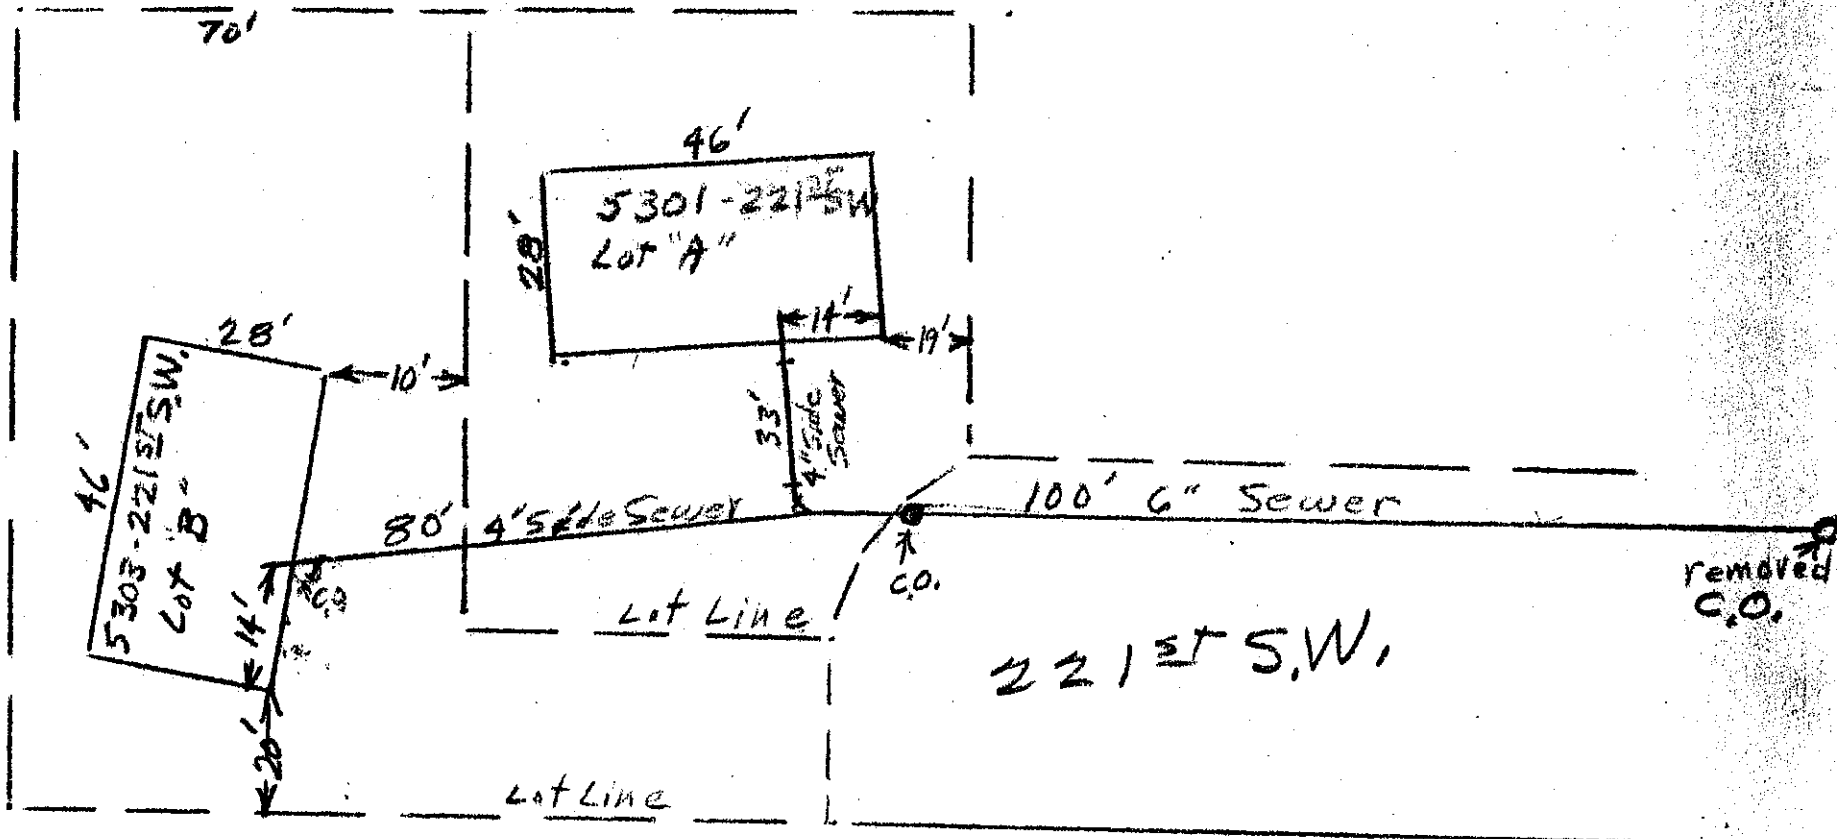 70'
46'
5301-221ST SW
Lot "A"
28'
14'
19'
28'
10'
46'
5303-221ST S.W.
Lot B"
33'
4" Side
Sewer
80' 4' Side Sewer
100' 6" Sewer
C.O.
C.O.
removed
C.O.
14'
Lot Line
221ST S.W.
20'
Lot Line